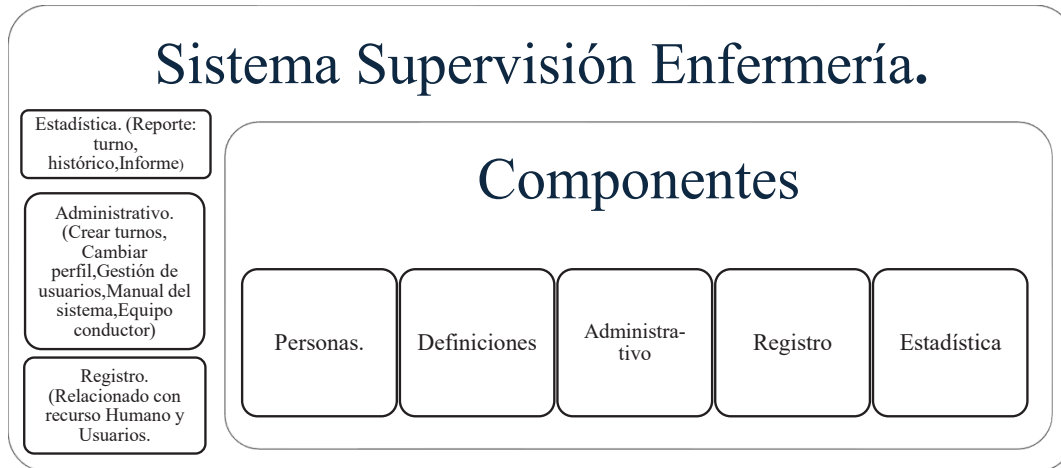 Sistema Supervisión Enfermería.
Estadística. (Reporte:
turno,
histórico,Informe)
Administrativo.
(Crear turnos,
Cambiar
perfil,Gestión de
usuarios,Manual del
sistema,Equipo
conductor)
Registro.
(Relacionado con
recurso Humano y
Usuarios.
Componentes
Personas.
Definiciones
Administra-
tivo
Registro
Estadística